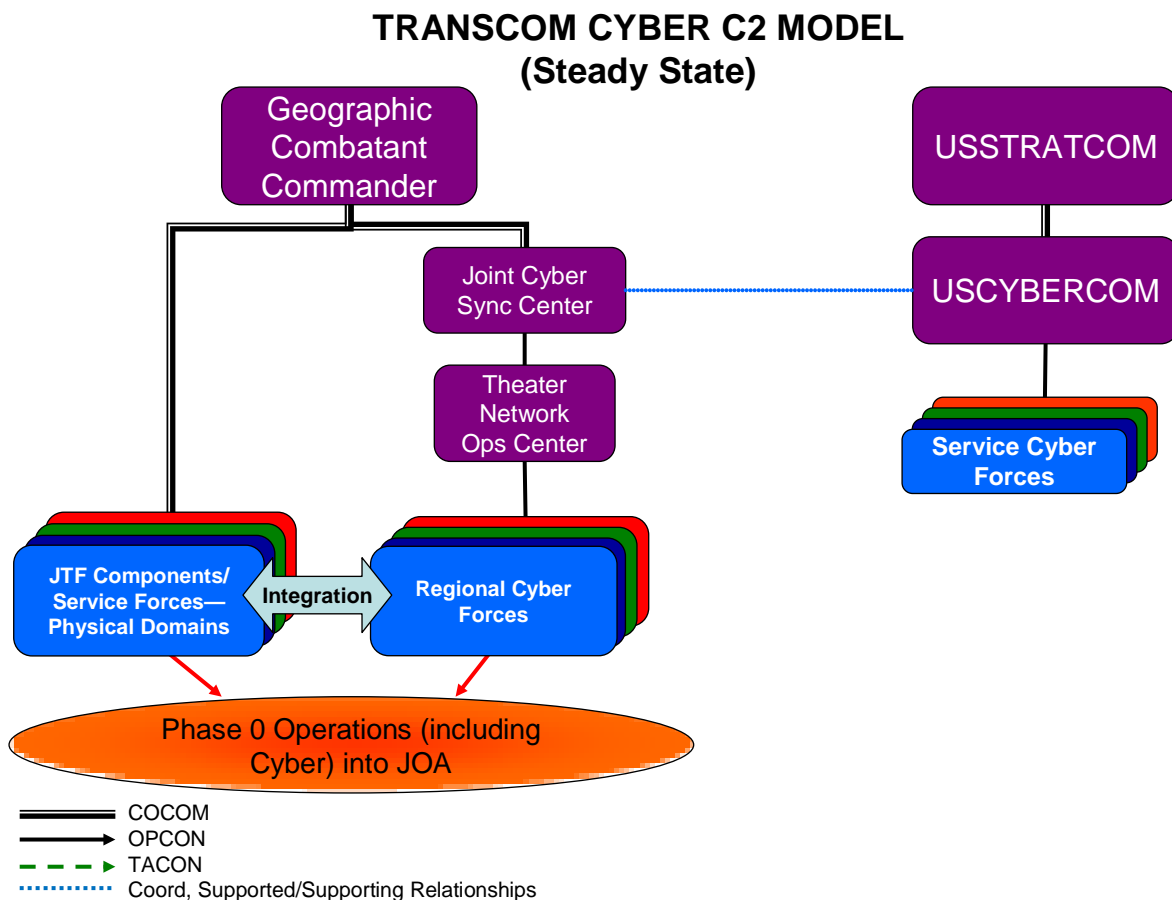 TRANSCOM CYBER C2 MODEL
(Steady State)
Geographic
Combatant
Commander
USSTRATCOM
Joint Cyber
Sync Center
USCYBERCOM
Theater
Network
Ops Center
Service Cyber
Forces
JTF Components/
Service Forces—
Physical Domains
Integration
Regional Cyber
Forces
Phase 0 Operations (including
Cyber) into JOA
COCOM
OPCON
TACON
Coord, Supported/Supporting Relationships